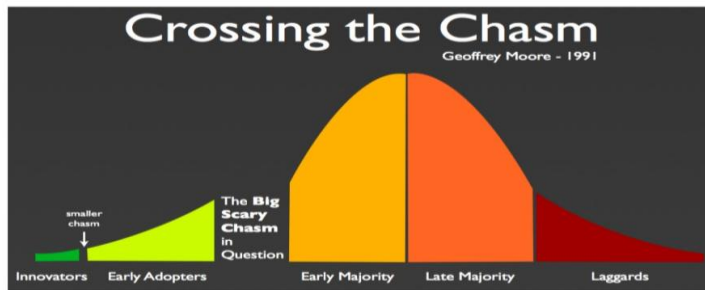 Crossing the Chasm
Geoffrey Moore - 1991
smaller
chasm
The Big
Scary
Chasm
in
Question
Innovators
Early Adopters
Early Majority
Late Majority
Laggards